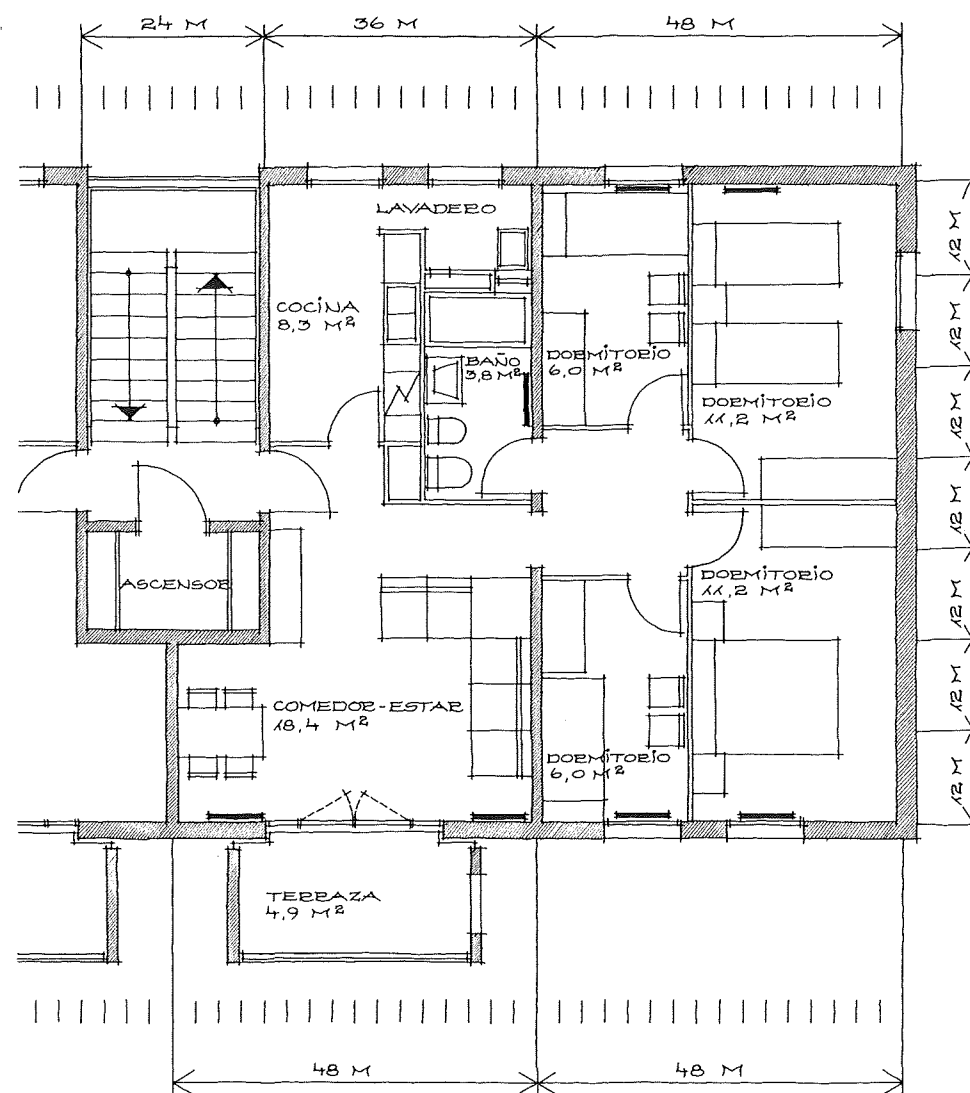 24 M
36 M
48 M
LAVADERO
COCINA
8,3 M²
BAÑO
3,8 M²
DORMITORIO
6,0 M²
DORMITORIO
11,2 M²
ASCENSOR
DORMITORIO
11,2 M²
COMEDOR-ESTAR
18,4 M²
DORMITORIO
6,0 M²
TERRAZA
4,9 M²
12 M
12 M
12 M
12 M
12 M
12 M
12 M
48 M
48 M